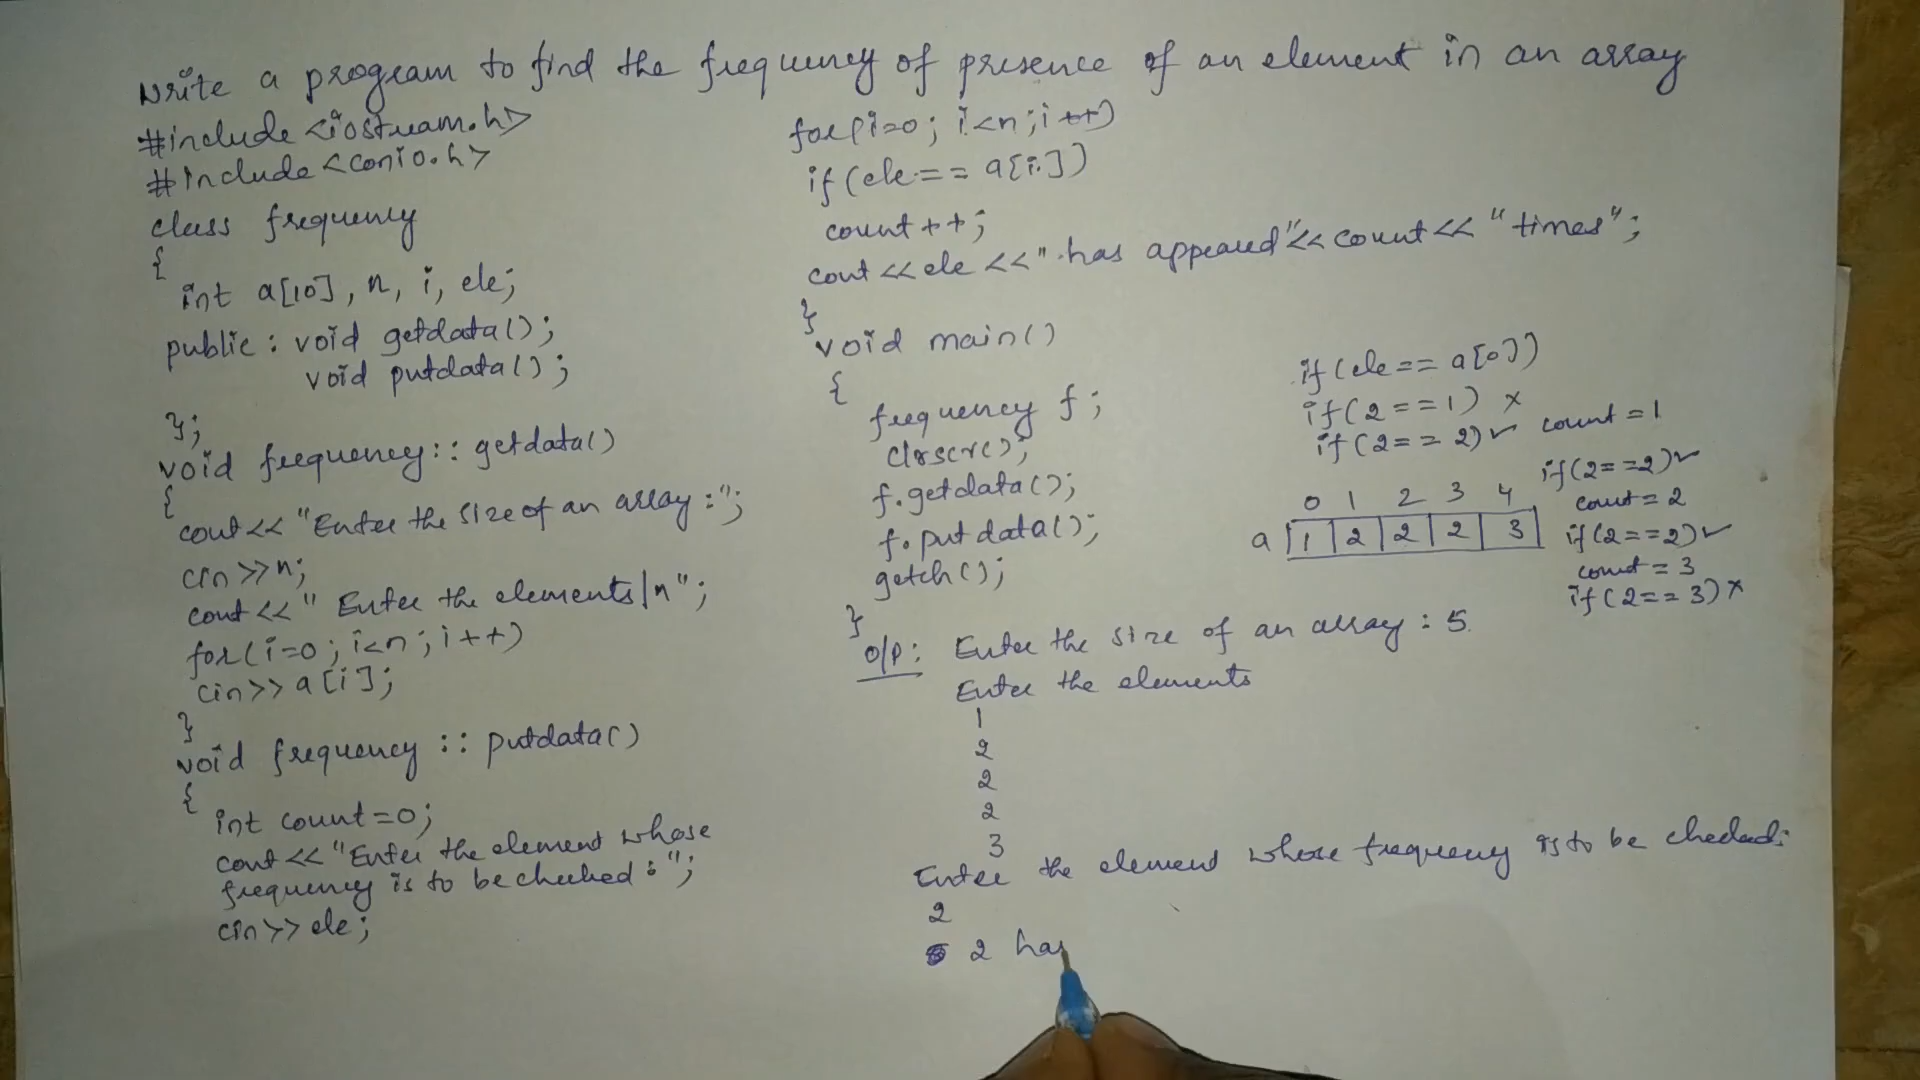 Write a program to find the frequency of presence of an element in an array
#include <iostream.h>
#include <conio.h>
class frequency
{
int a[10], n, i, ele;
public: void getdata();
void putdata();
};
void frequency:: getdata()
{
cout<< "Enter the size of an array :";
cin>>n;
cout << "Enter the elements\n";
for(i=0; i<n; i++)
cin>> a[i];
}
void frequency :: putdata()
{
int count=0;
cout << "Enter the element whose
frequency is to be checked :";
cin>> ele;
for(i=0; i<n; i++)
if (ele == a[i])
count++;
cout << ele << " has appeared" << count << "times";
}
void main()
{
frequency f;
clrscr();
f.getdata();
f.putdata();
getch();
}
if (ele == a[0])
if(2==1) ×
if(2==2) ✓ count = 1
if(2==2) ✓
count = 2
0 1 2 3 4
a 1 2 2 2 3
if(2==2) ✓
count = 3
if(2==3) ×
O/P: Enter the size of an array : 5
Enter the elements
1
2
2
2
3
Enter the element whose frequency is to be checked:
2
2 has